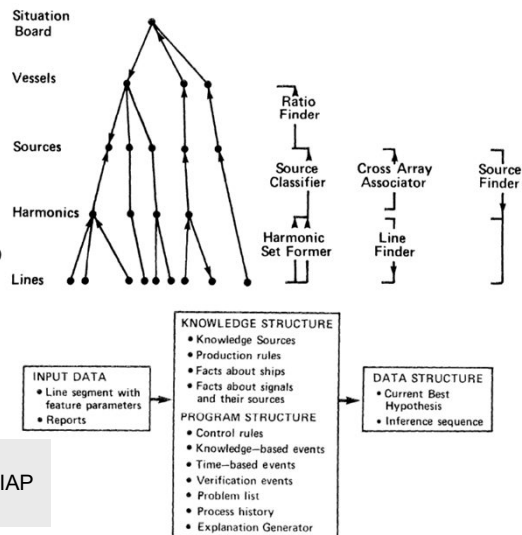 Situation
Board
Vessels
Ratio
Finder
Sources
Source
Classifier
Cross Array
Associator
Source
Finder
Harmonics
Harmonic
Set Former
Line
Finder
)
Lines
KNOWLEDGE STRUCTURE
• Knowledge Sources
• Production rules
• Facts about ships
• Facts about signals
and their sources
PROGRAM STRUCTURE
• Control rules
• Knowledge—based events
• Time—based events
• Verification events
• Problem list
• Process history
• Explanation Generator
INPUT DATA
• Line segment with
feature parameters
• Reports
DATA STRUCTURE
• Current Best
Hypothesis
• Inference sequence
IAP